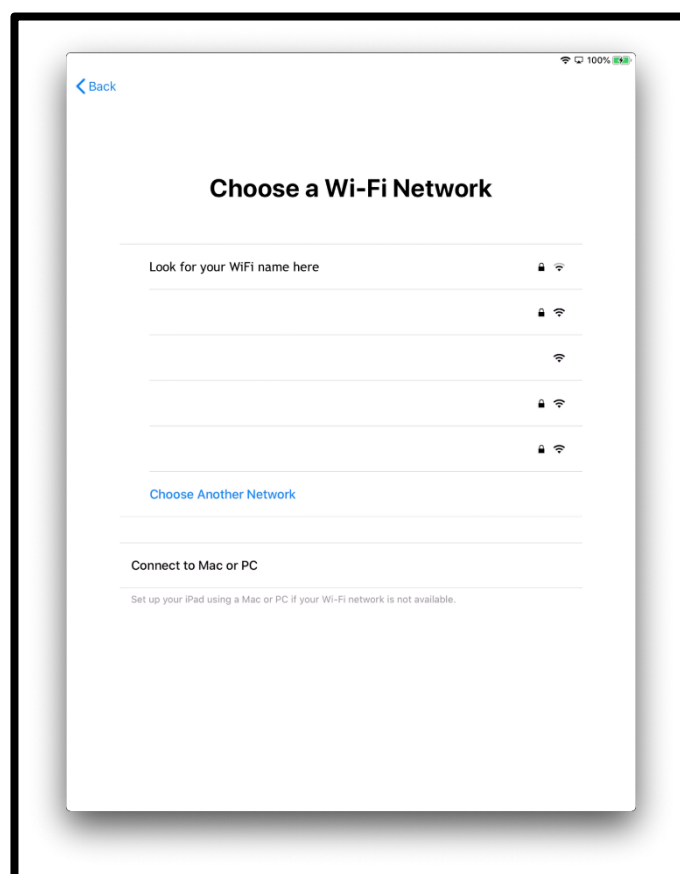 100%
Back
Choose a Wi-Fi Network
Look for your WiFi name here
Choose Another Network
Connect to Mac or PC
Set up your iPad using a Mac or PC if your Wi-Fi network is not available.